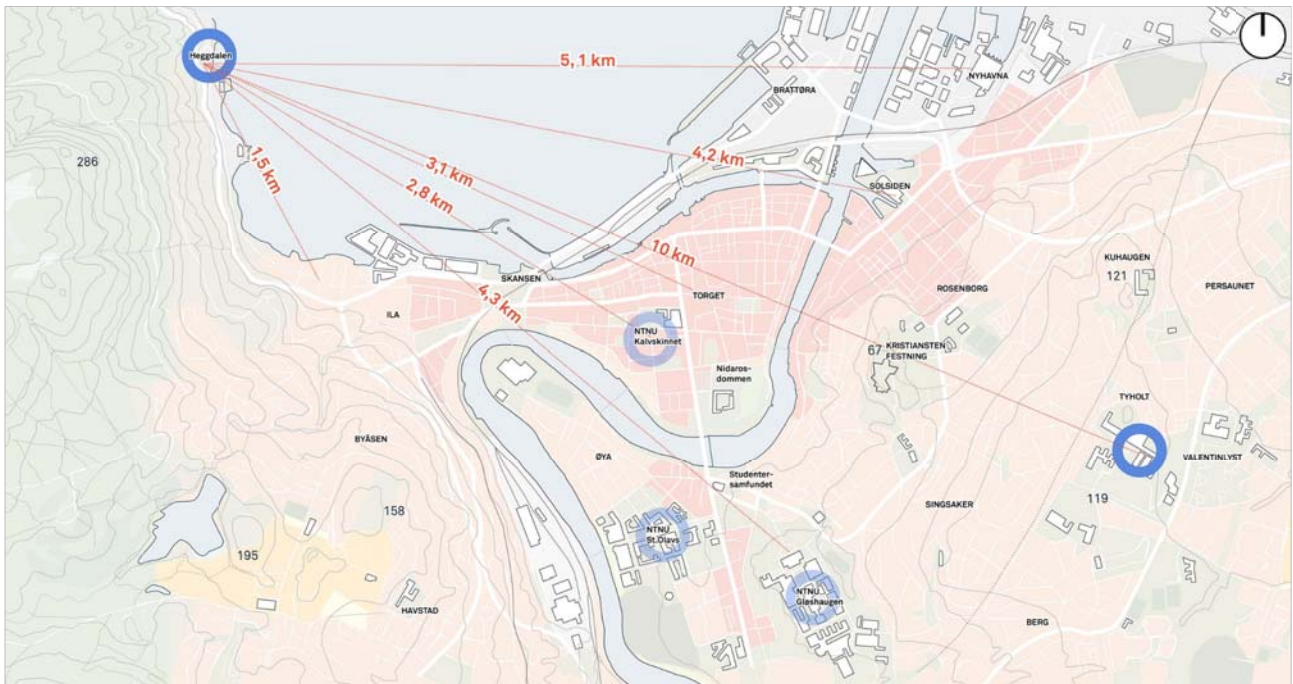 Heggdalen
5,1 km
NYHAVNA
BRATTØRA
286
1,5 km
3,1 km
4,2 km
2,8 km
SOLSIDEN
10 km
KUHAUGEN
121
SKANSEN
PERSAUNET
4,3 km
TORGET
ROSENBORG
ILA
NTNU
Kalvskinnet
67
KRISTIANSTEN
FESTNING
Nidaros-
dommen
TYHOLT
BYÅSEN
ØYA
VALENTINLYST
Studenter-
samfundet
119
158
SINGSAKER
NTNU
St.Olavs
195
NTNU
Gløshaugen
HAVSTAD
BERG